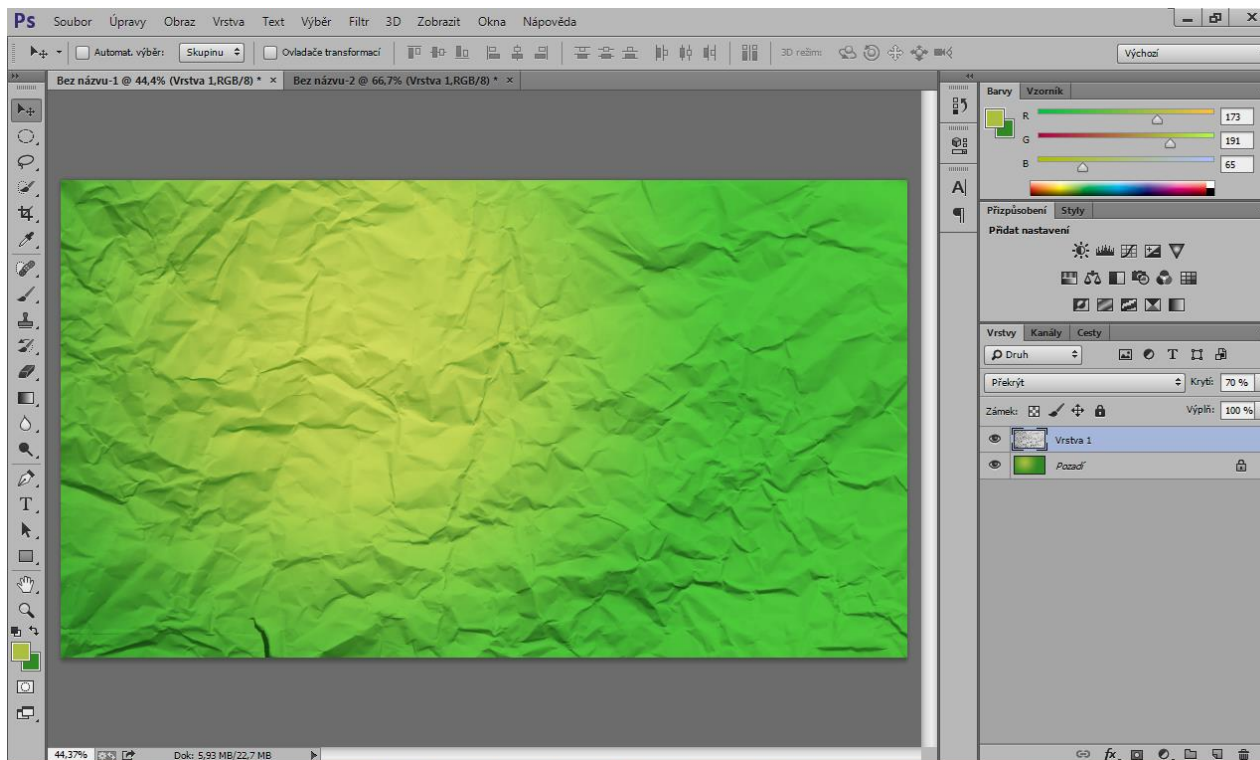 Ps Soubor Úpravy Obraz Vrstva Text Výběr Filtr 3D Zobrazit Okna Nápověda
Automat. výběr: Skupinu Ovladače transformací 3D režim: Výchozí
Bez názvu-1 @ 44,4% (Vrstva 1,RGB/8) * × Bez názvu-2 @ 66,7% (Vrstva 1,RGB/8) * ×
Barvy Vzorník
R 173
G 191
B 65
Přizpůsobení Styly
Přidat nastavení
Vrstvy Kanály Cesty
Druh
Překrýt Krytí: 70 %
Zámek: Výplň: 100 %
Vrstva 1
Pozadí
44,37% Dok: 5,93 MB/22,7 MB
fx